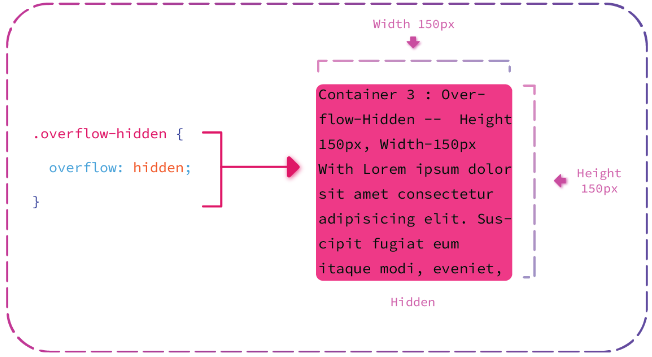 Width 150px
.overflow-hidden {
overflow: hidden;
}
Container 3 : Over-
flow-Hidden -- Height
150px, Width-150px
With Lorem ipsum dolor
sit amet consectetur
adipisicing elit. Sus-
cipit fugiat eum
itaque modi, eveniet,
Height
150px
Hidden